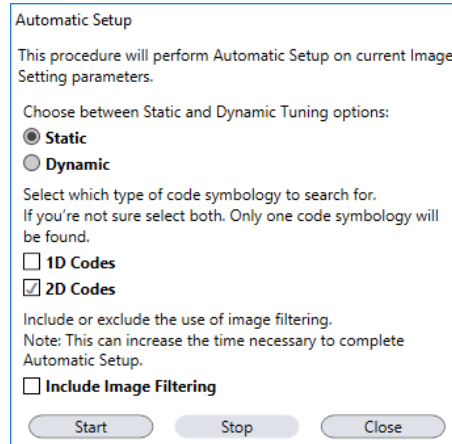 Automatic Setup
This procedure will perform Automatic Setup on current Image
Setting parameters.
Choose between Static and Dynamic Tuning options:
Static
Dynamic
Select which type of code symbology to search for.
If you're not sure select both. Only one code symbology will
be found.
1D Codes
2D Codes
Include or exclude the use of image filtering.
Note: This can increase the time necessary to complete
Automatic Setup.
Include Image Filtering
Start Stop Close